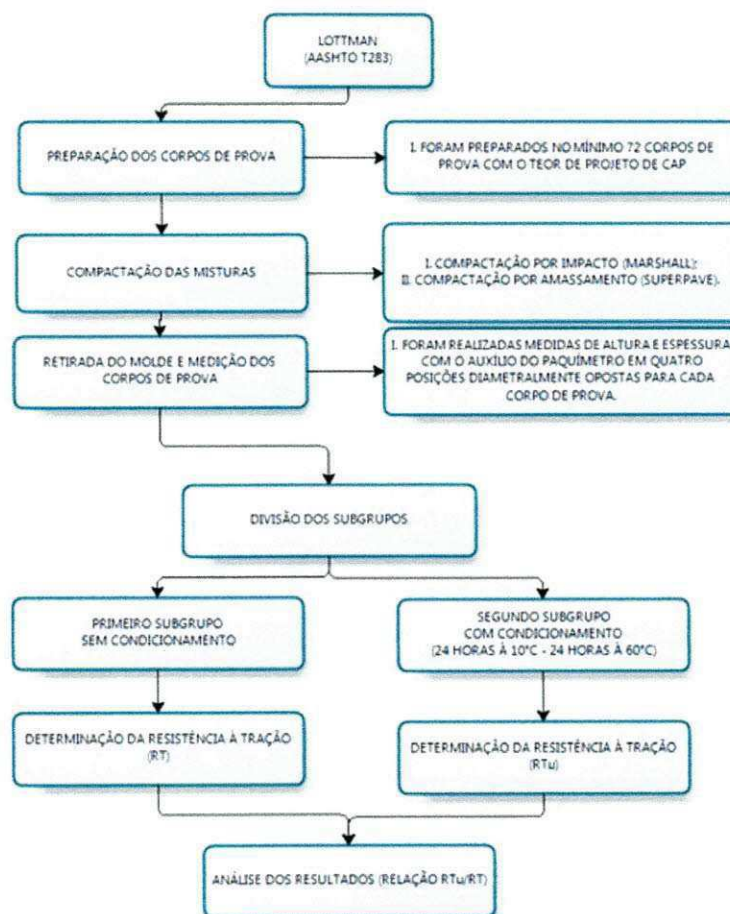 LOTTMAN
(AASHTO T283)
PREPARAÇÃO DOS CORPOS DE PROVA
I. FORAM PREPARADOS NO MÍNIMO 72 CORPOS DE
PROVA COM O TEOR DE PROJETO DE CAP
COMPACTAÇÃO DAS MISTURAS
I. COMPACTAÇÃO POR IMPACTO (MARSHALL);
II. COMPACTAÇÃO POR AMASSAMENTO (SUPERPAVE).
RETIRADA DO MOLDE E MEDIÇÃO DOS
CORPOS DE PROVA
I. FORAM REALIZADAS MEDIDAS DE ALTURA E ESPESSURA
COM O AUXÍLIO DO PAQUÍMETRO EM QUATRO
POSIÇÕES DIAMETRALMENTE OPOSTAS PARA CADA
CORPO DE PROVA.
DIVISÃO DOS SUBGRUPOS
PRIMEIRO SUBGRUPO
SEM CONDICIONAMENTO
SEGUNDO SUBGRUPO
COM CONDICIONAMENTO
(24 HORAS À 10°C - 24 HORAS À 60°C)
DETERMINAÇÃO DA RESISTÊNCIA À TRAÇÃO
(RT)
DETERMINAÇÃO DA RESISTÊNCIA À TRAÇÃO
(RTu)
ANÁLISE DOS RESULTADOS (RELAÇÃO RTu/RT)